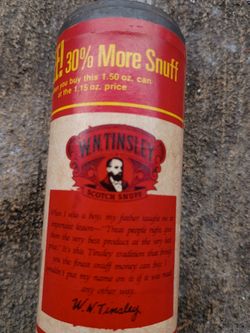 30% More Snuff
you buy this 1.50 oz. can
at the 1.15 oz. price
W.N. TINSLEY
SCOTCH SNUFF
When I was a boy, my father taught me an
important lesson—"Treat people right, give
them the very best product at the very best
price." It's this Tinsley tradition that brings
you the finest snuff money can buy. I
couldn't put my name on it if it was made
any other way.
W. N. Tinsley